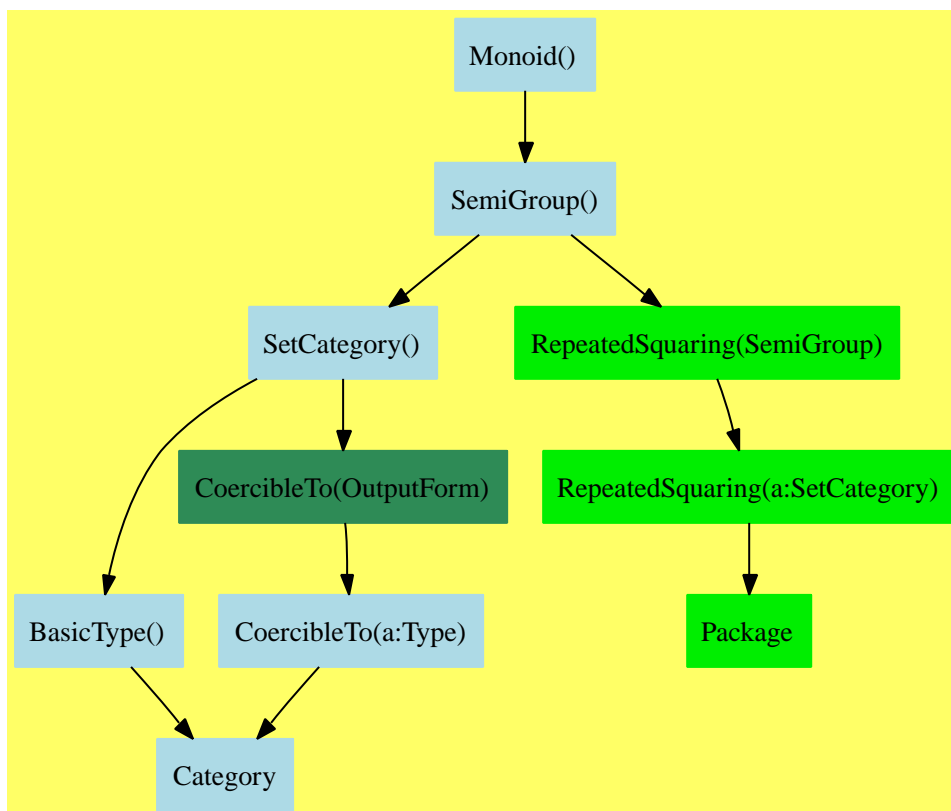 Monoid()
SemiGroup()
SetCategory()
RepeatedSquaring(SemiGroup)
CoercibleTo(OutputForm)
RepeatedSquaring(a:SetCategory)
BasicType()
CoercibleTo(a:Type)
Package
Category